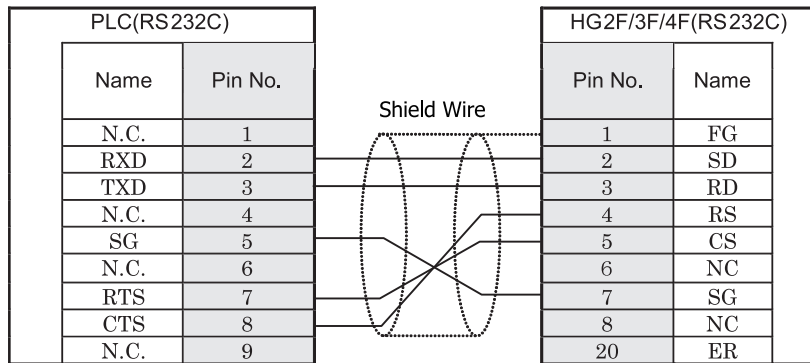 PLC(RS232C) HG2F/3F/4F(RS232C)
Name Pin No. Pin No. Name
Shield Wire
N.C. 1 1 FG
RXD 2 2 SD
TXD 3 3 RD
N.C. 4 4 RS
SG 5 5 CS
N.C. 6 6 NC
RTS 7 7 SG
CTS 8 8 NC
N.C. 9 20 ER